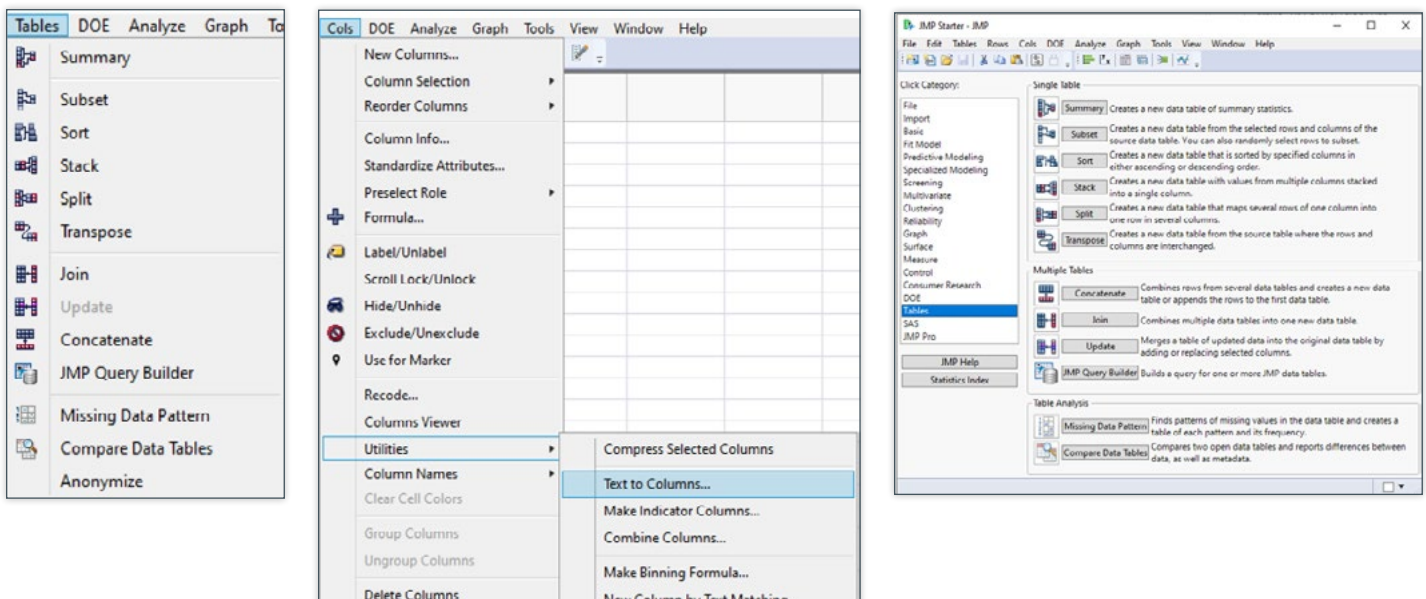 Tables DOE Analyze Graph To
Summary
Subset
Sort
Stack
Split
Transpose
Join
Update
Concatenate
JMP Query Builder
Missing Data Pattern
Compare Data Tables
Anonymize
Cols DOE Analyze Graph Tools View Window Help
New Columns...
Column Selection
Reorder Columns
Column Info...
Standardize Attributes...
Preselect Role
Formula...
Label/Unlabel
Scroll Lock/Unlock
Hide/Unhide
Exclude/Unexclude
Use for Marker
Recode...
Columns Viewer
Utilities
Column Names
Clear Cell Colors
Group Columns
Ungroup Columns
Delete Columns
Compress Selected Columns
Text to Columns...
Make Indicator Columns...
Combine Columns...
Make Binning Formula...
New Column by Text Matching
JMP Starter - JMP
File Edit Tables Rows Cols DOE Analyze Graph Tools View Window Help
Click Category:
File
Import
Basic
Fit Model
Predictive Modeling
Specialized Modeling
Screening
Multivariate
Clustering
Reliability
Graph
Surface
Measure
Control
Consumer Research
DOE
Tables
SAS
JMP Pro
JMP Help
Statistics Index
Single Table
Summary Creates a new data table of summary statistics.
Subset Creates a new data table from the selected rows and columns of the
source data table. You can also randomly select rows to subset.
Sort Creates a new data table that is sorted by specified columns in
either ascending or descending order.
Stack Creates a new data table with values from multiple columns stacked
into a single column.
Split Creates a new data table that maps several rows of one column into
one row in several columns.
Transpose Creates a new data table from the source table where the rows and
columns are interchanged.
Multiple Tables
Concatenate Combines rows from several data tables and creates a new data
table or appends the rows to the first data table.
Join Combines multiple data tables into one new data table.
Update Merges a table of updated data into the original data table by
adding or replacing selected columns.
JMP Query Builder Builds a query for one or more JMP data tables.
Table Analysis
Missing Data Pattern Finds patterns of missing values in the data table and creates a
table of each pattern and its frequency.
Compare Data Tables Compares two open data tables and reports differences between
data, as well as metadata.